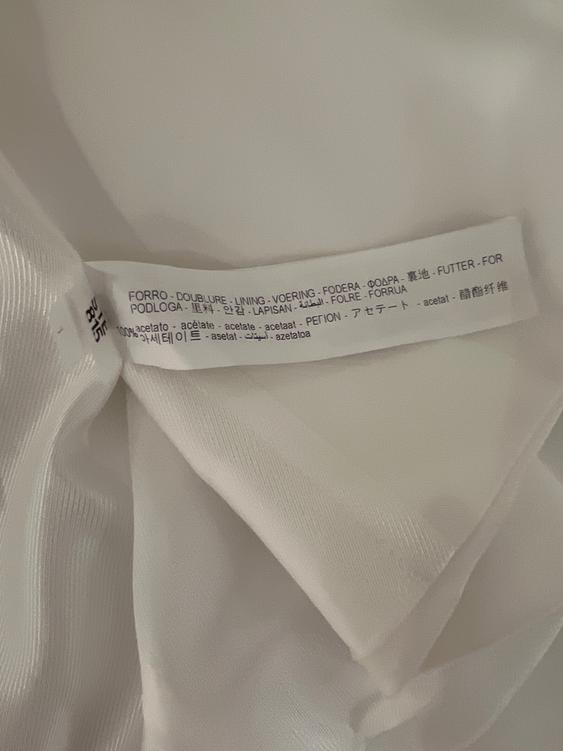 FORRO - DOUBLURE - LINING - VOERING - FODERA - ΦΟΔΡΑ - 裏地 - FUTTER - FOR
PODLOGA - 里料 - 안감 - LAPISAN - البطانة - FOLRE - FORRUA
100% acetato - acétate - acetate - acetaat - ΡΕΓΙΟΝ - アセテート - acetat - 醋酯纤维
아세테이트 - asetat - أسيتات - azetatoa